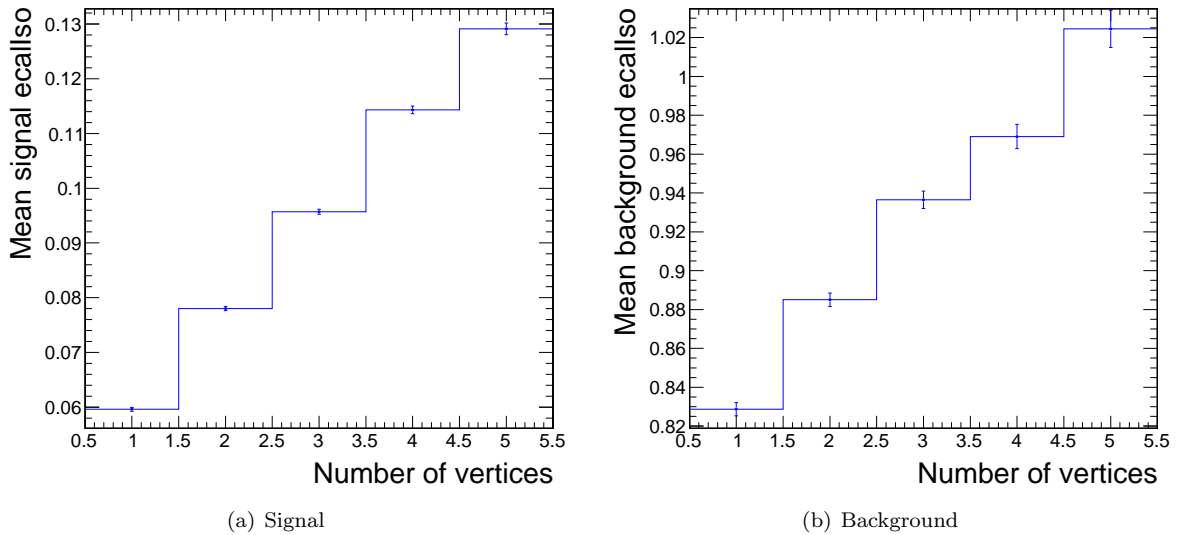 0.13
0.12
0.11
0.1
0.09
0.08
0.07
0.06
Mean signal ecalIso
0.5 1 1.5 2 2.5 3 3.5 4 4.5 5 5.5
Number of vertices
(a) Signal
1.02
1
0.98
0.96
0.94
0.92
0.9
0.88
0.86
0.84
0.82
Mean background ecalIso
0.5 1 1.5 2 2.5 3 3.5 4 4.5 5 5.5
Number of vertices
(b) Background